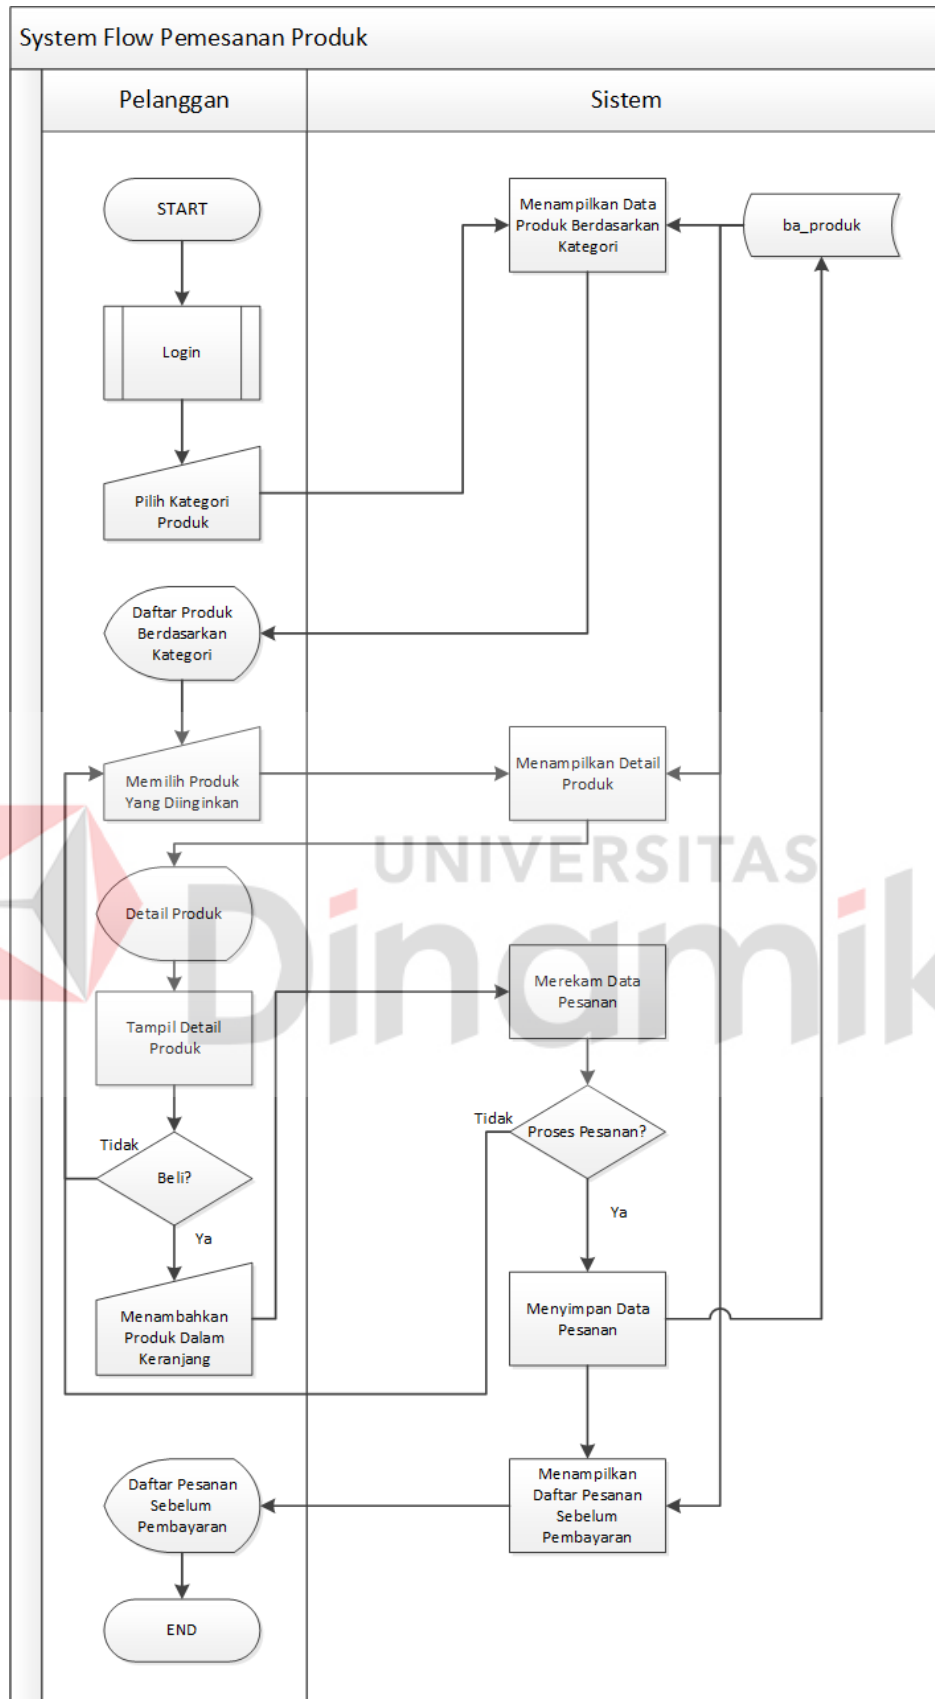 System Flow Pemesanan Produk
Pelanggan
Sistem
START
Menampilkan Data
Produk Berdasarkan
Kategori
ba_produk
Login
Pilih Kategori
Produk
Daftar Produk
Berdasarkan
Kategori
Memilih Produk
Yang Diinginkan
Menampilkan Detail
Produk
UNIVERSITAS
Dinamik
Detail Produk
Merekam Data
Pesanan
Tampil Detail
Produk
Tidak
Proses Pesanan?
Tidak
Beli?
Ya
Ya
Menambahkan
Produk Dalam
Keranjang
Menyimpan Data
Pesanan
Daftar Pesanan
Sebelum
Pembayaran
Menampilkan
Daftar Pesanan
Sebelum
Pembayaran
END